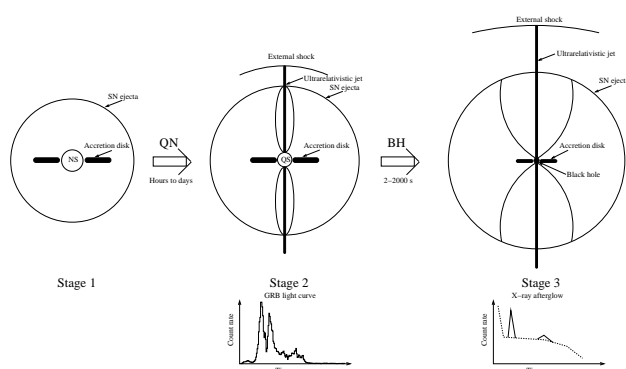 SN ejecta
Accretion disk
NS
QN
Hours to days
External shock
Ultrarelativistic jet
SN ejecta
Accretion disk
QS
BH
2–2000 s
External shock
Ultrarelativistic jet
SN eject
Accretion disk
Black hole
Stage 1
Stage 2
Stage 3
GRB light curve
Count rate
X–ray afterglow
Count rate